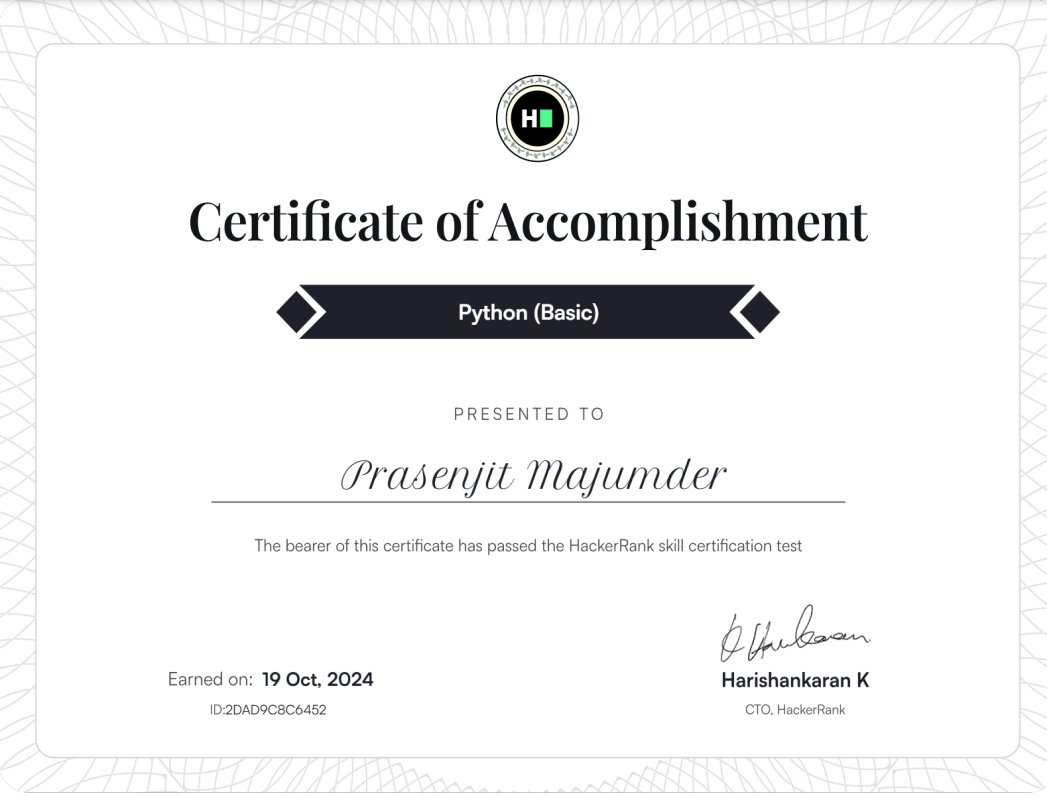 H
Certificate of Accomplishment
Python (Basic)
PRESENTED TO
Prasenjit Majumder
The bearer of this certificate has passed the HackerRank skill certification test
Earned on: 19 Oct, 2024
ID:2DAD9C8C6452
Harishankaran K
CTO, HackerRank